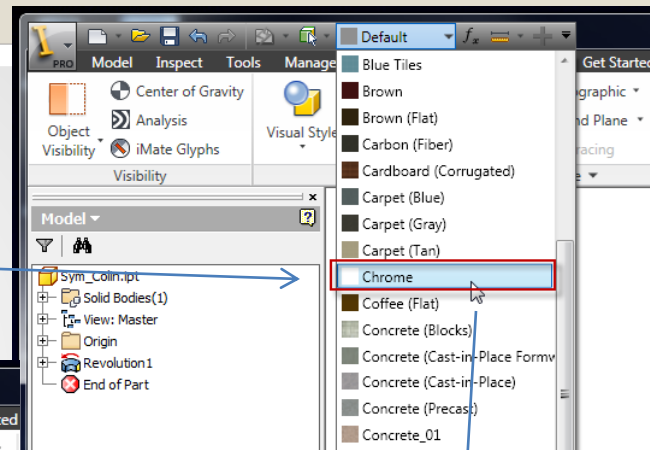 Default fx
PRO Model Inspect Tools Manage Get Started
Object Visibility
Center of Gravity
Analysis
iMate Glyphs
Visual Style
Visibility
Model
Sym_Colin.ipt
Solid Bodies(1)
View: Master
Origin
Revolution1
End of Part
Blue Tiles
Brown
Brown (Flat)
Carbon (Fiber)
Cardboard (Corrugated)
Carpet (Blue)
Carpet (Gray)
Carpet (Tan)
Chrome
Coffee (Flat)
Concrete (Blocks)
Concrete (Cast-in-Place Formw
Concrete (Cast-in-Place)
Concrete (Precast)
Concrete_01
ographic
nd Plane
racing
ted